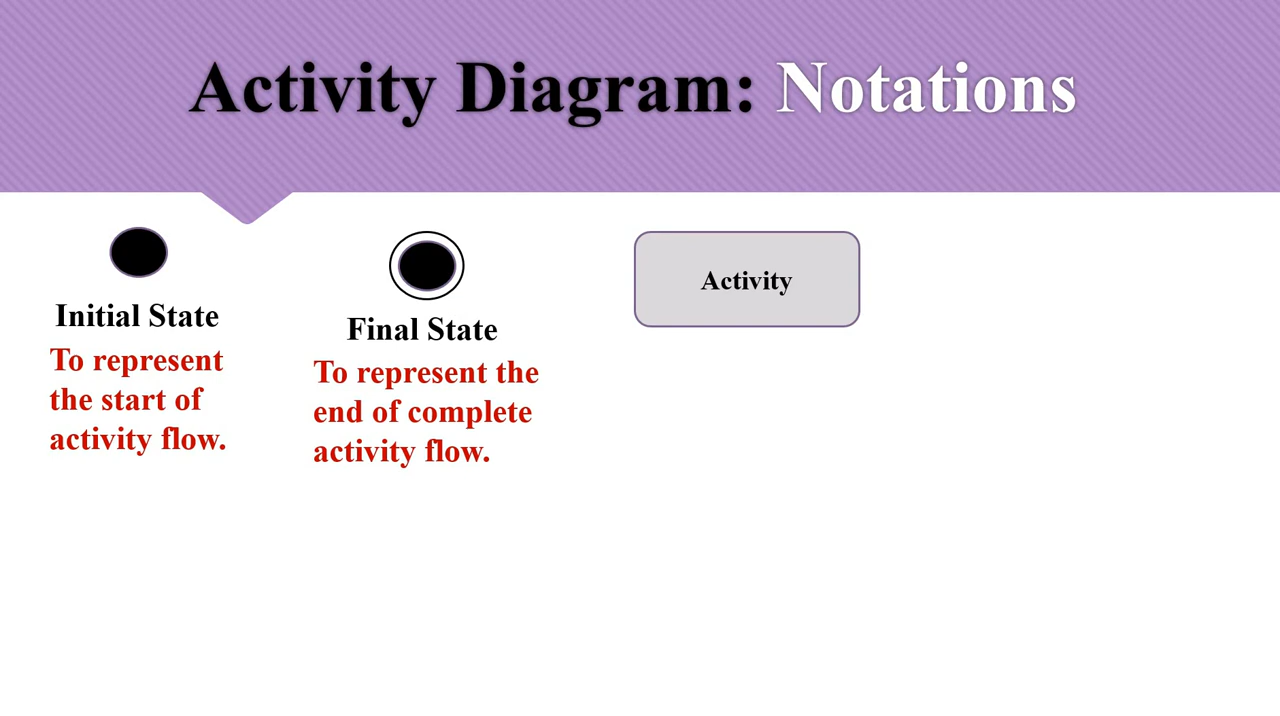 Activity Diagram: Notations
Initial State
To represent
the start of
activity flow.
Final State
To represent the
end of complete
activity flow.
Activity